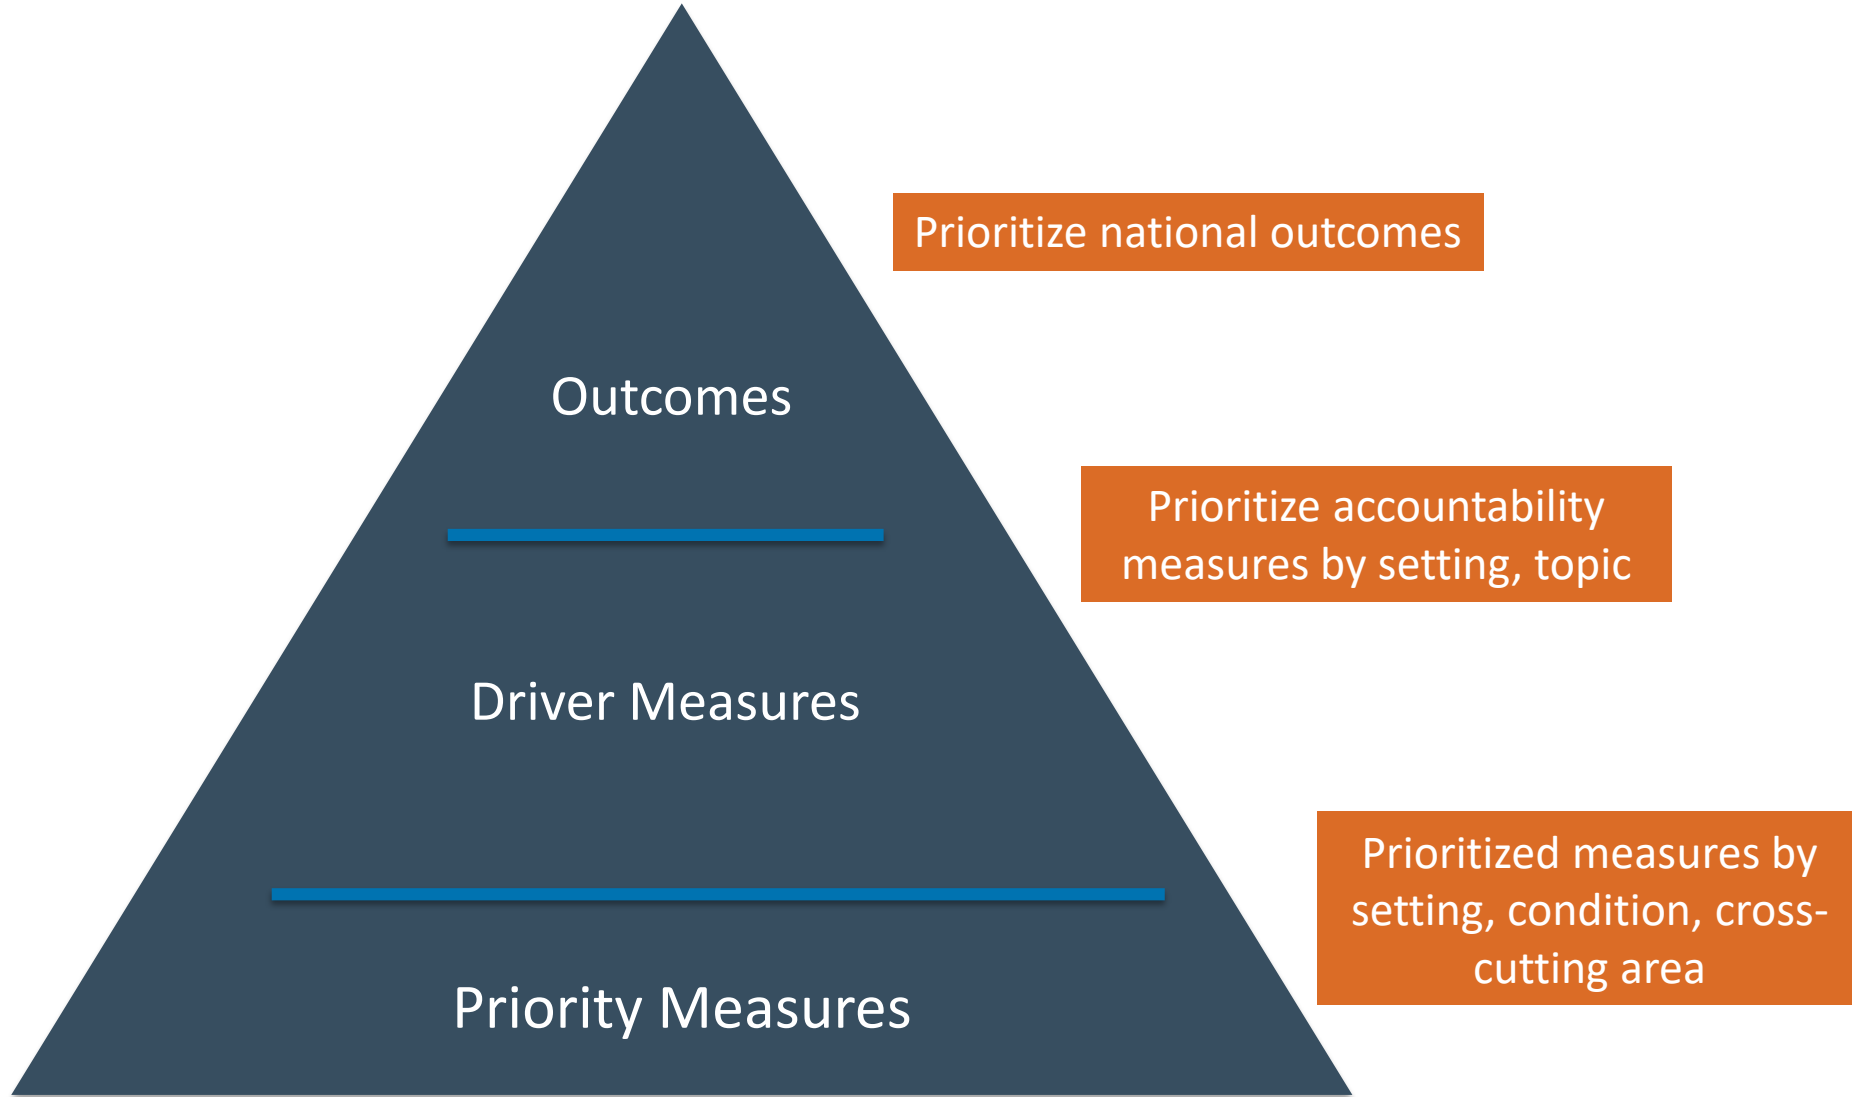 Prioritize national outcomes
Outcomes
Prioritize accountability
measures by setting, topic
Driver Measures
Prioritized measures by
setting, condition, cross-
cutting area
Priority Measures